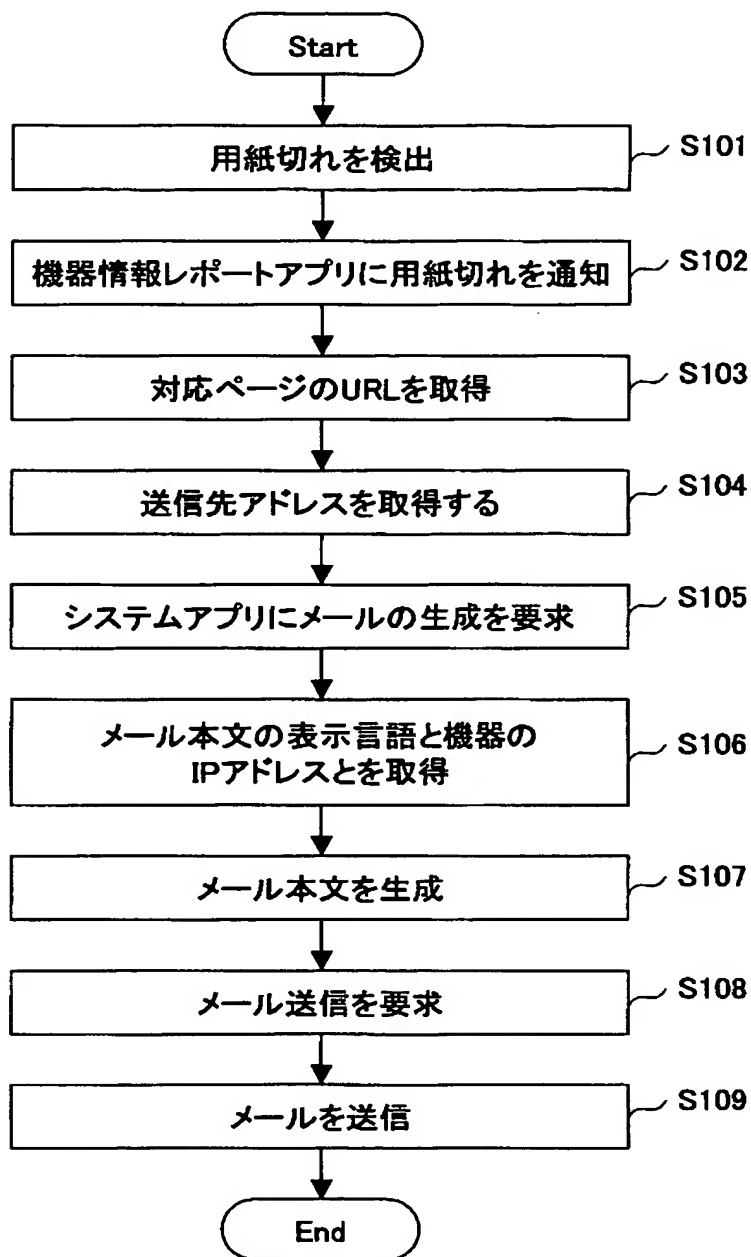 Start
用紙切れを検出
S101
機器情報レポートアプリに用紙切れを通知
S102
対応ページのURLを取得
S103
送信先アドレスを取得する
S104
システムアプリにメールの生成を要求
S105
メール本文の表示言語と機器の
IPアドレスとを取得
S106
メール本文を生成
S107
メール送信を要求
S108
メールを送信
S109
End